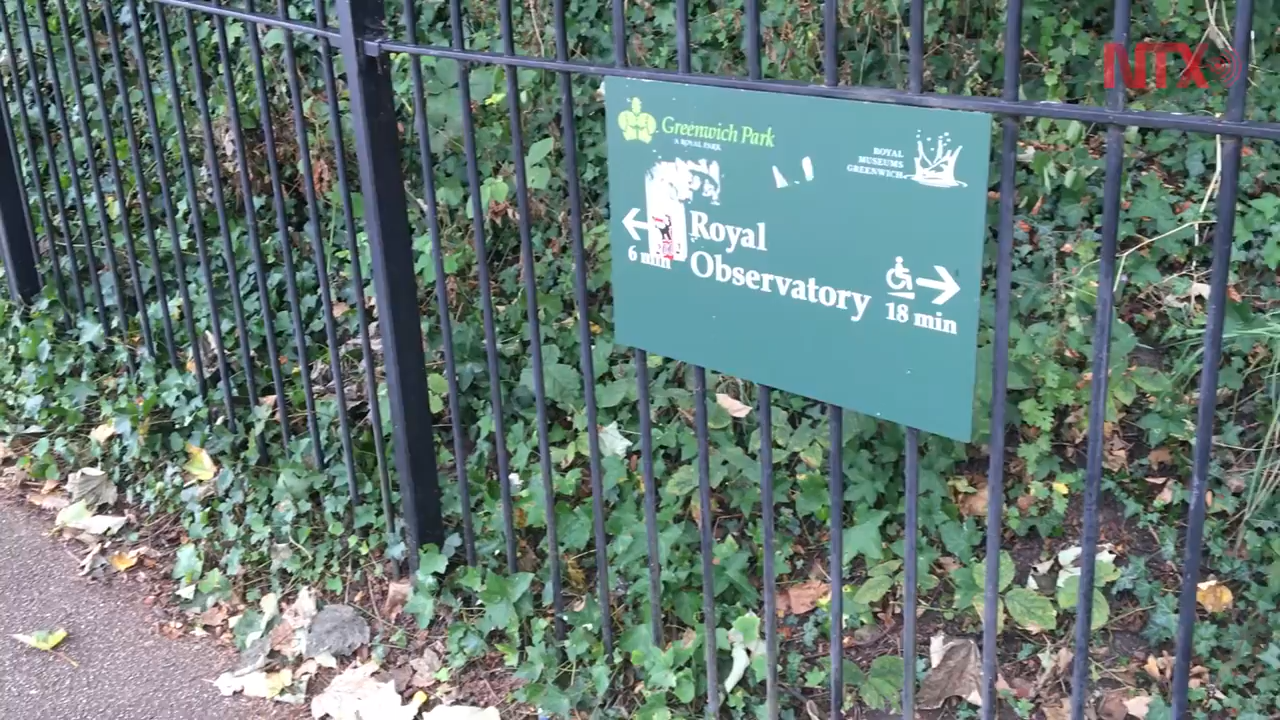 NTX
Greenwich Park
A ROYAL PARK
ROYAL
MUSEUMS
GREENWICH
Royal
Observatory
6 min
18 min